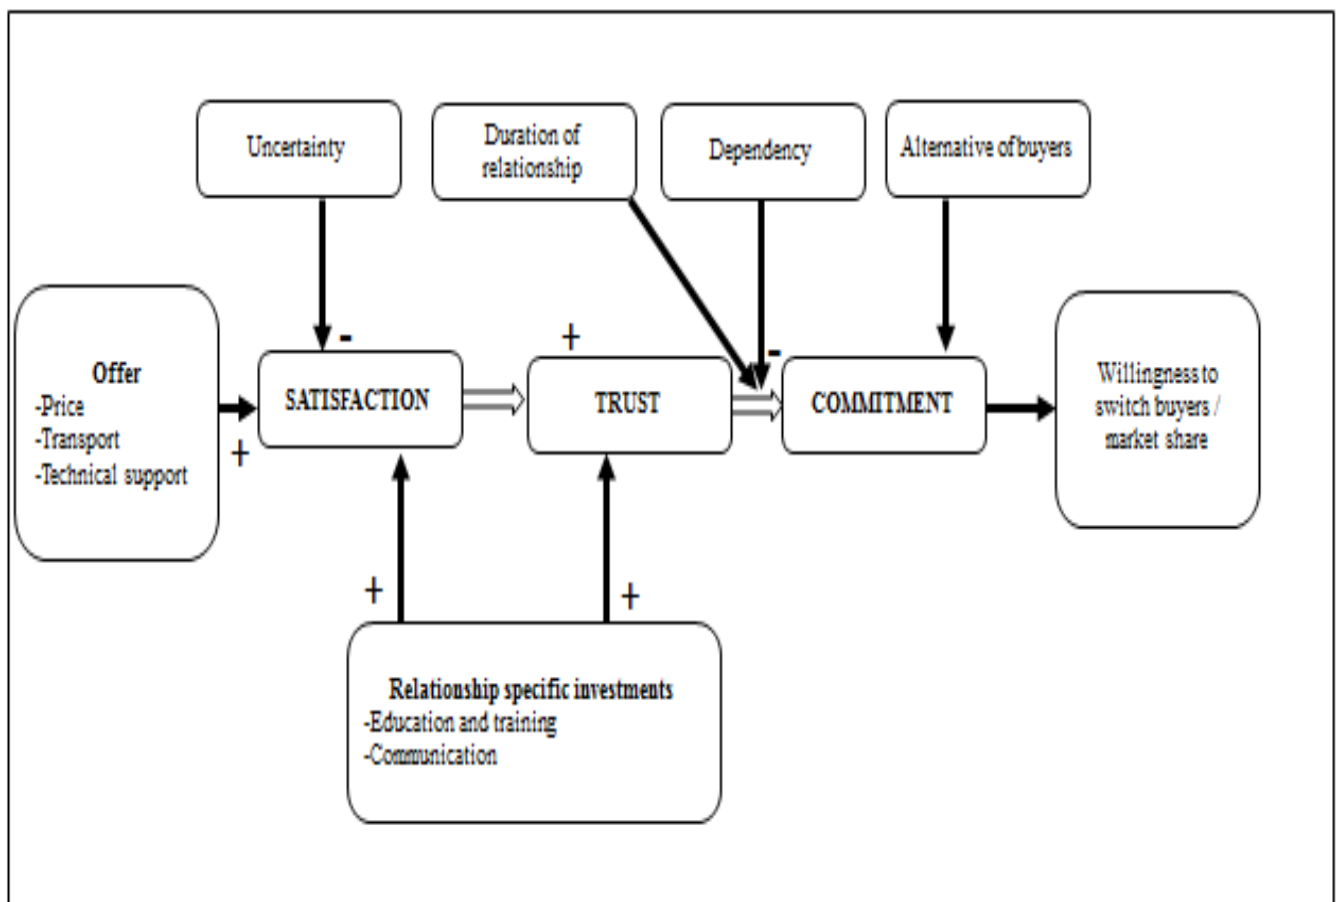 Uncertainty
Duration of
relationship
Dependency
Alternative of buyers
-
+
-
Offer
-Price
-Transport
-Technical support
+
SATISFACTION
TRUST
COMMITMENT
Willingness to
switch buyers /
market share
+
+
Relationship specific investments
-Education and training
-Communication